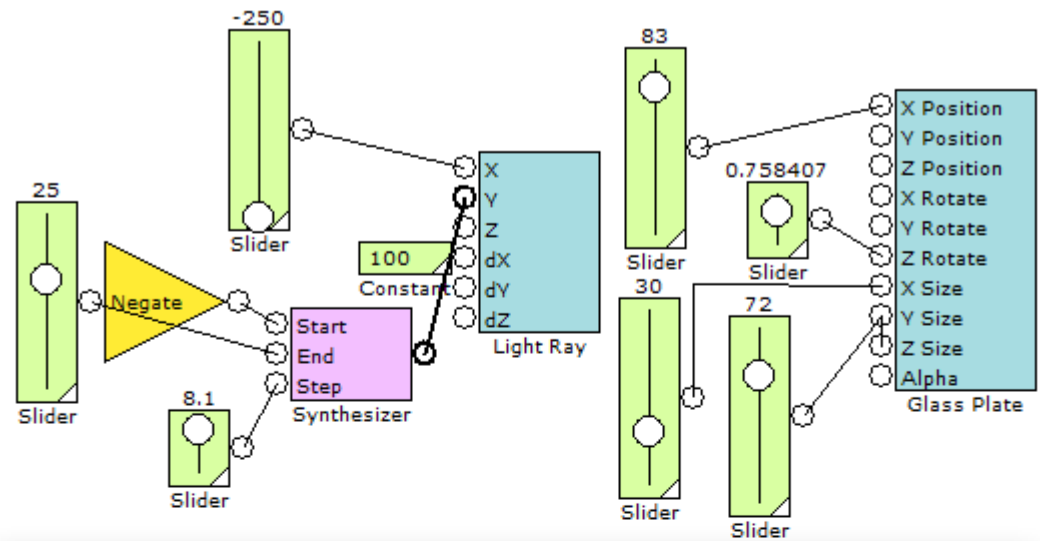 -250
Slider
25
Slider
Negate
8.1
Slider
Start
End
Step
Synthesizer
100
Constant
X
Y
Z
dX
dY
dZ
Light Ray
83
Slider
0.758407
Slider
30
Slider
72
Slider
X Position
Y Position
Z Position
X Rotate
Y Rotate
Z Rotate
X Size
Y Size
Z Size
Alpha
Glass Plate